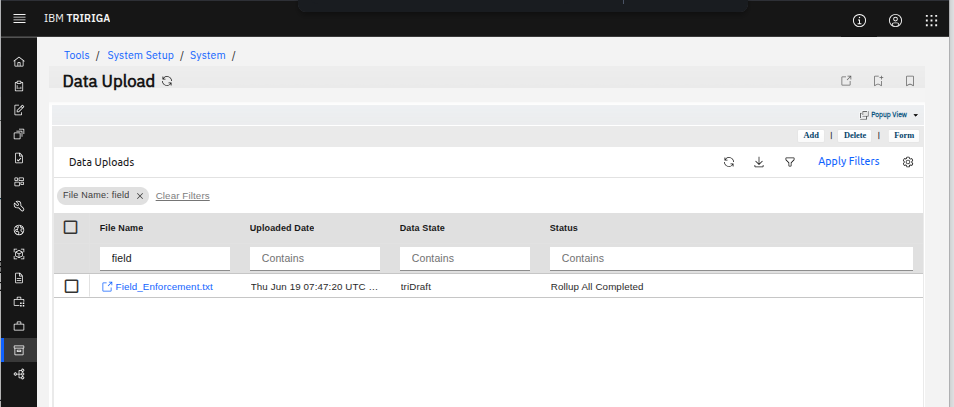 IBM TRIRIGA
Tools / System Setup / System /
Data Upload
Popup View
Add | Delete | Form
Data Uploads
Apply Filters
File Name: field
Clear Filters
File Name Uploaded Date Data State Status
field Contains Contains Contains
Field_Enforcement.txt Thu Jun 19 07:47:20 UTC ... triDraft Rollup All Completed